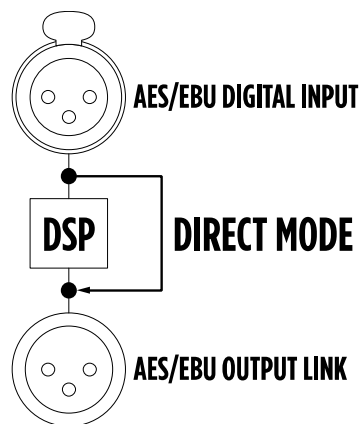 AES/EBU DIGITAL INPUT
DSP
DIRECT MODE
AES/EBU OUTPUT LINK